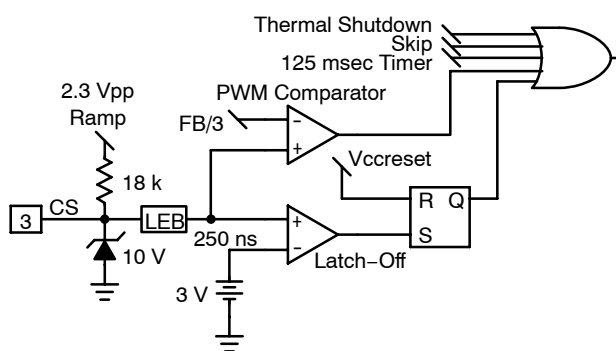 Thermal Shutdown
Skip
125 msec Timer
2.3 Vpp
Ramp
PWM Comparator
FB/3
−
+
18 k
Vccreset
3
CS
LEB
R Q
S
+
−
250 ns
10 V
Latch−Off
3 V